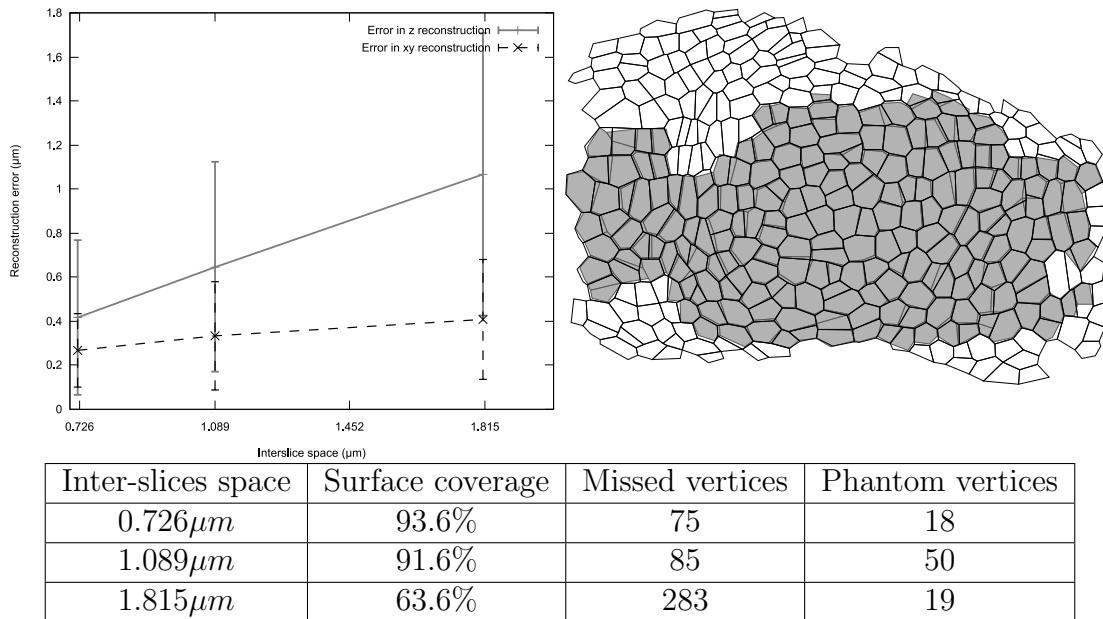 1.8
1.6
1.4
1.2
1
0.8
0.6
0.4
0.2
0
Reconstruction error (µm)
Error in z reconstruction
Error in xy reconstruction
0.726 1.089 1.452 1.815
Interslice space (µm)
Inter-slices space Surface coverage Missed vertices Phantom vertices
0.726µm 93.6% 75 18
1.089µm 91.6% 85 50
1.815µm 63.6% 283 19